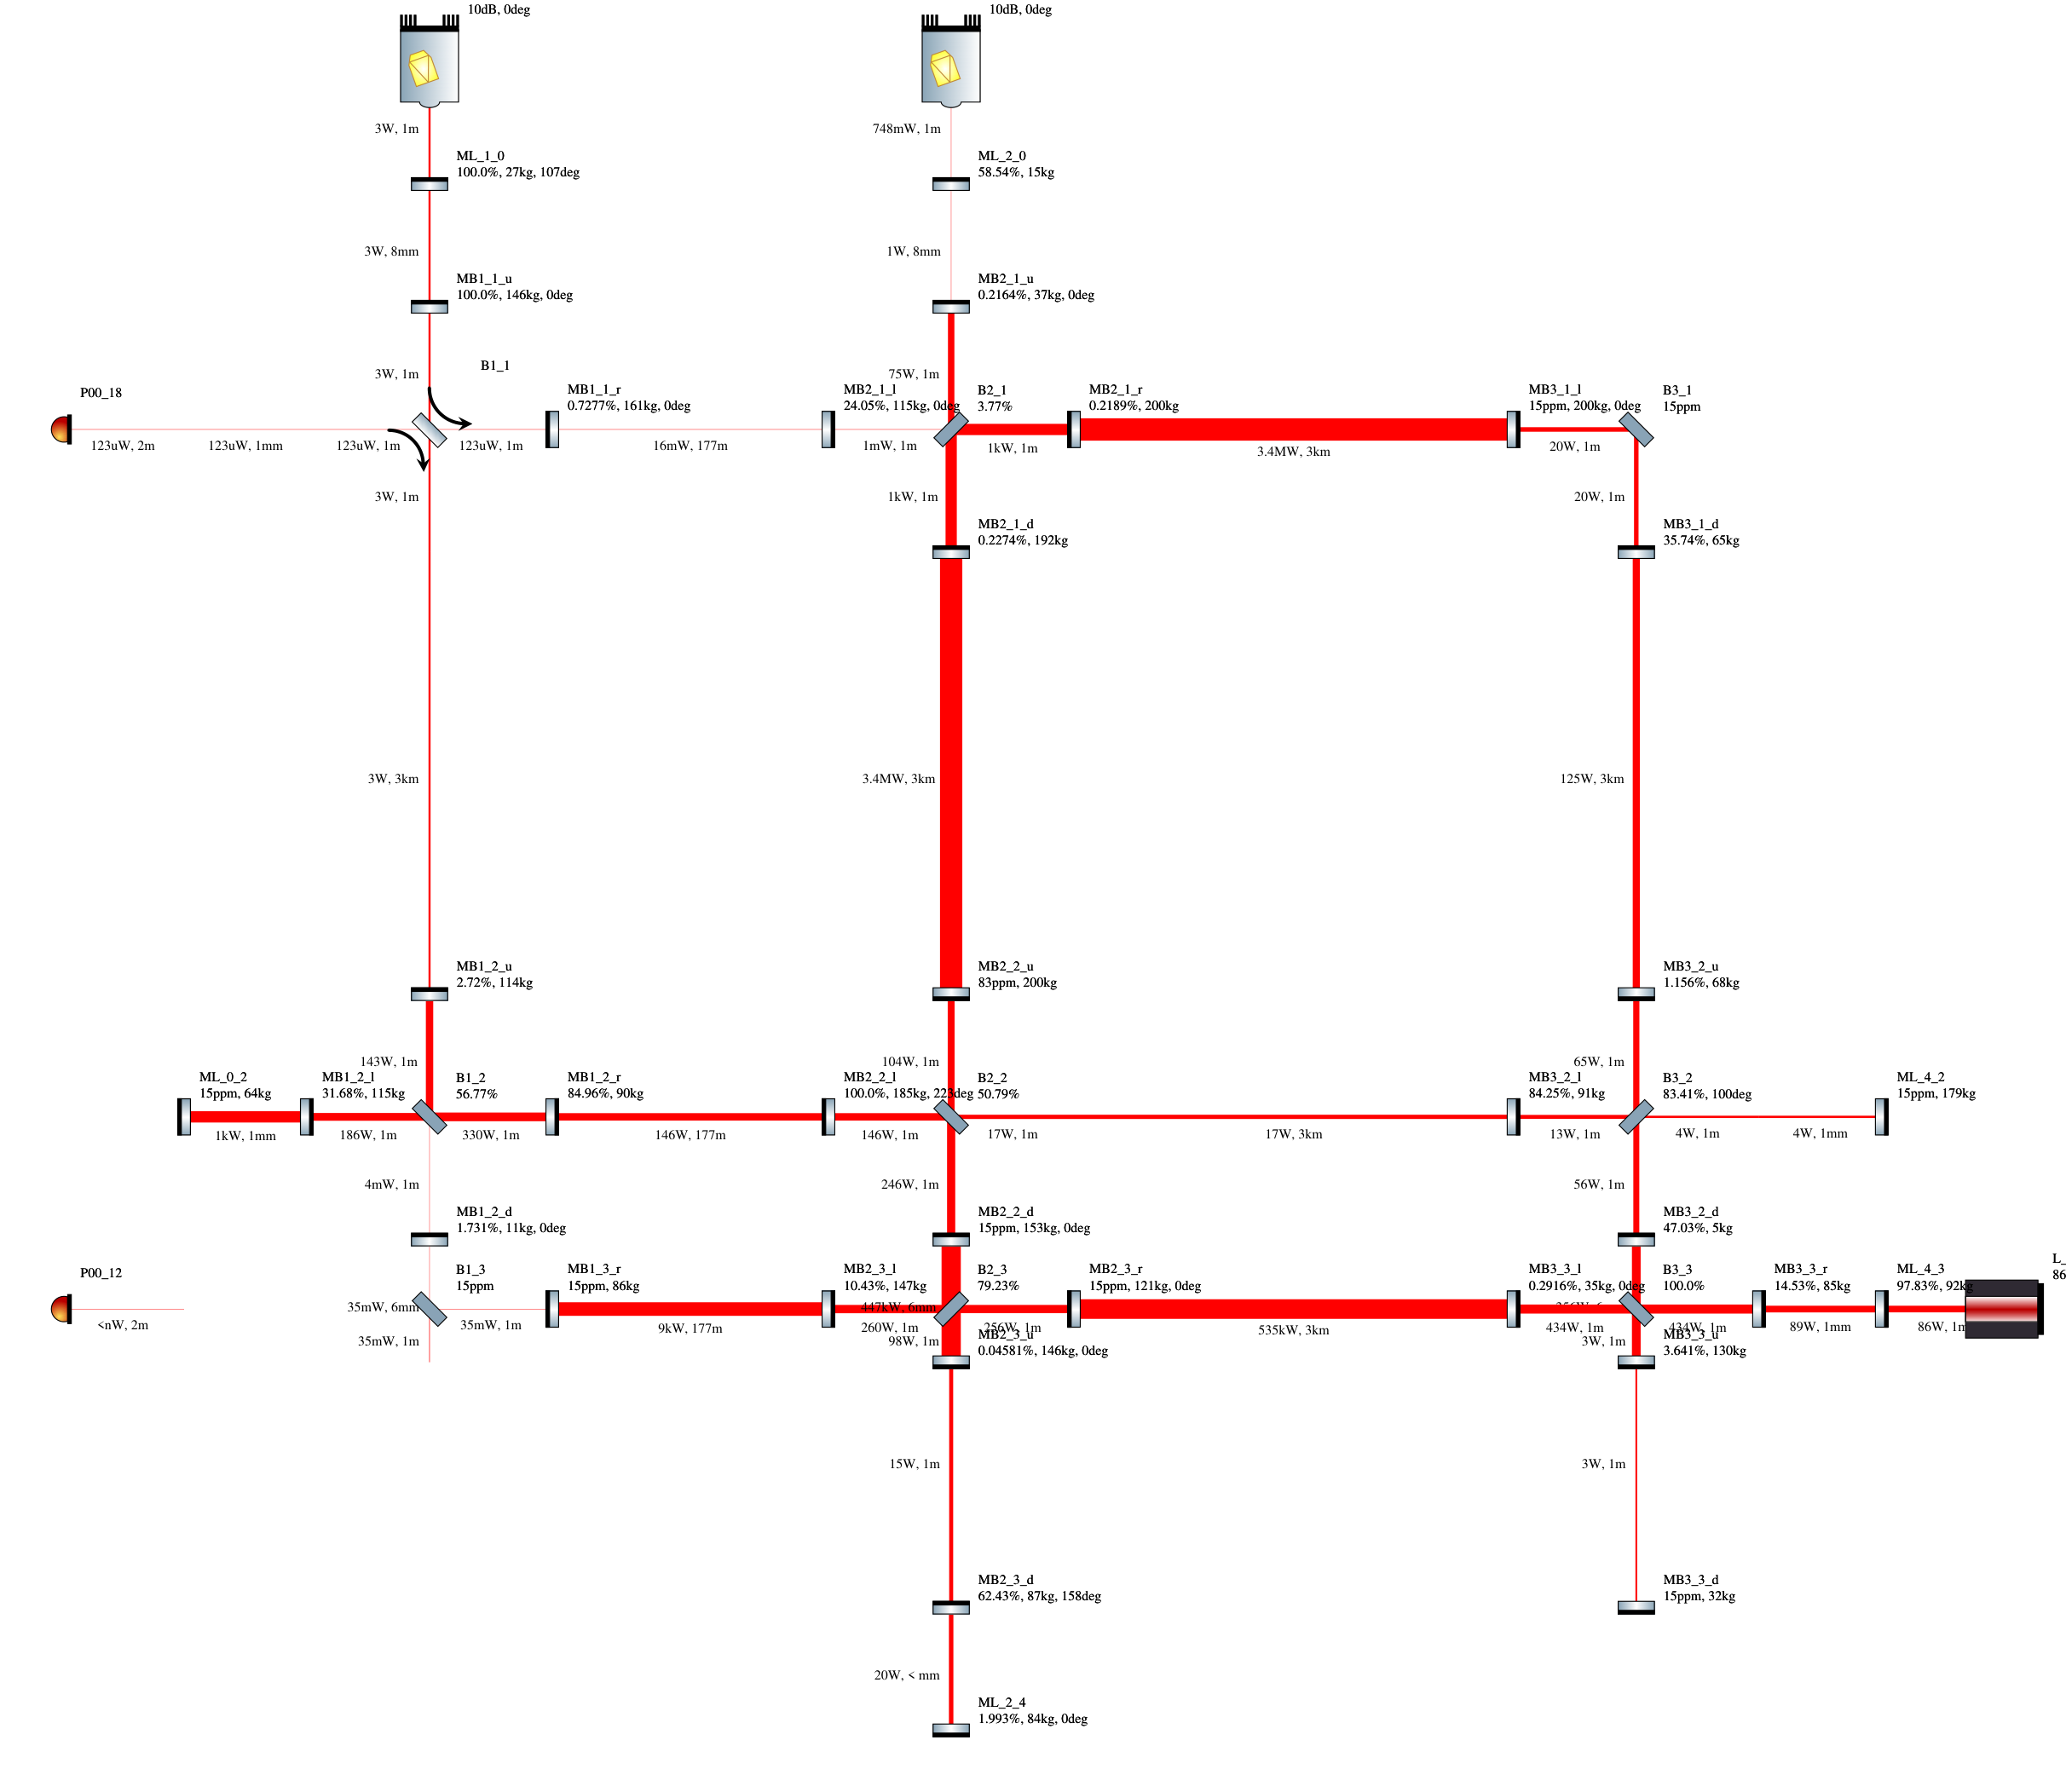 10dB, 0deg
10dB, 0deg
3W, 1m
748mW, 1m
ML_1_0
100.0%, 27kg, 107deg
ML_2_0
58.54%, 15kg
3W, 8mm
1W, 8mm
MB1_1_u
100.0%, 146kg, 0deg
MB2_1_u
0.2164%, 37kg, 0deg
B1_1
3W, 1m
75W, 1m
P00_18
MB1_1_r
0.7277%, 161kg, 0deg
MB2_1_l
24.05%, 115kg, 0deg
B2_1
3.77%
MB2_1_r
0.2189%, 200kg
MB3_1_l
15ppm, 200kg, 0deg
B3_1
15ppm
123uW, 2m
123uW, 1mm
123uW, 1m
123uW, 1m
16mW, 177m
1mW, 1m
1kW, 1m
3.4MW, 3km
20W, 1m
3W, 1m
1kW, 1m
20W, 1m
MB2_1_d
0.2274%, 192kg
MB3_1_d
35.74%, 65kg
3W, 3km
3.4MW, 3km
125W, 3km
MB1_2_u
2.72%, 114kg
MB2_2_u
83ppm, 200kg
MB3_2_u
1.156%, 68kg
143W, 1m
104W, 1m
65W, 1m
ML_0_2
15ppm, 64kg
MB1_2_l
31.68%, 115kg
B1_2
56.77%
MB1_2_r
84.96%, 90kg
MB2_2_l
100.0%, 185kg, 223deg
B2_2
50.79%
MB3_2_l
84.25%, 91kg
B3_2
83.41%, 100deg
ML_4_2
15ppm, 179kg
1kW, 1mm
186W, 1m
330W, 1m
146W, 177m
146W, 1m
17W, 1m
17W, 3km
13W, 1m
4W, 1m
4W, 1mm
4mW, 1m
246W, 1m
56W, 1m
MB1_2_d
1.731%, 11kg, 0deg
MB2_2_d
15ppm, 153kg, 0deg
MB3_2_d
47.03%, 5kg
P00_12
B1_3
15ppm
MB1_3_r
15ppm, 86kg
MB2_3_l
10.43%, 147kg
B2_3
79.23%
MB2_3_r
15ppm, 121kg, 0deg
MB3_3_l
0.2916%, 35kg, 0deg
B3_3
100.0%
MB3_3_r
14.53%, 85kg
ML_4_3
97.83%, 92kg
L_
86
35mW, 6mm
447kW, 6mm
<nW, 2m
35mW, 1m
9kW, 177m
260W, 1m
256W, 1m
535kW, 3km
434W, 1m
434W, 1m
89W, 1mm
86W, 1m
35mW, 1m
98W, 1m
MB2_3_u
0.04581%, 146kg, 0deg
3W, 1m
MB3_3_u
3.641%, 130kg
15W, 1m
3W, 1m
MB2_3_d
62.43%, 87kg, 158deg
MB3_3_d
15ppm, 32kg
20W, < mm
ML_2_4
1.993%, 84kg, 0deg